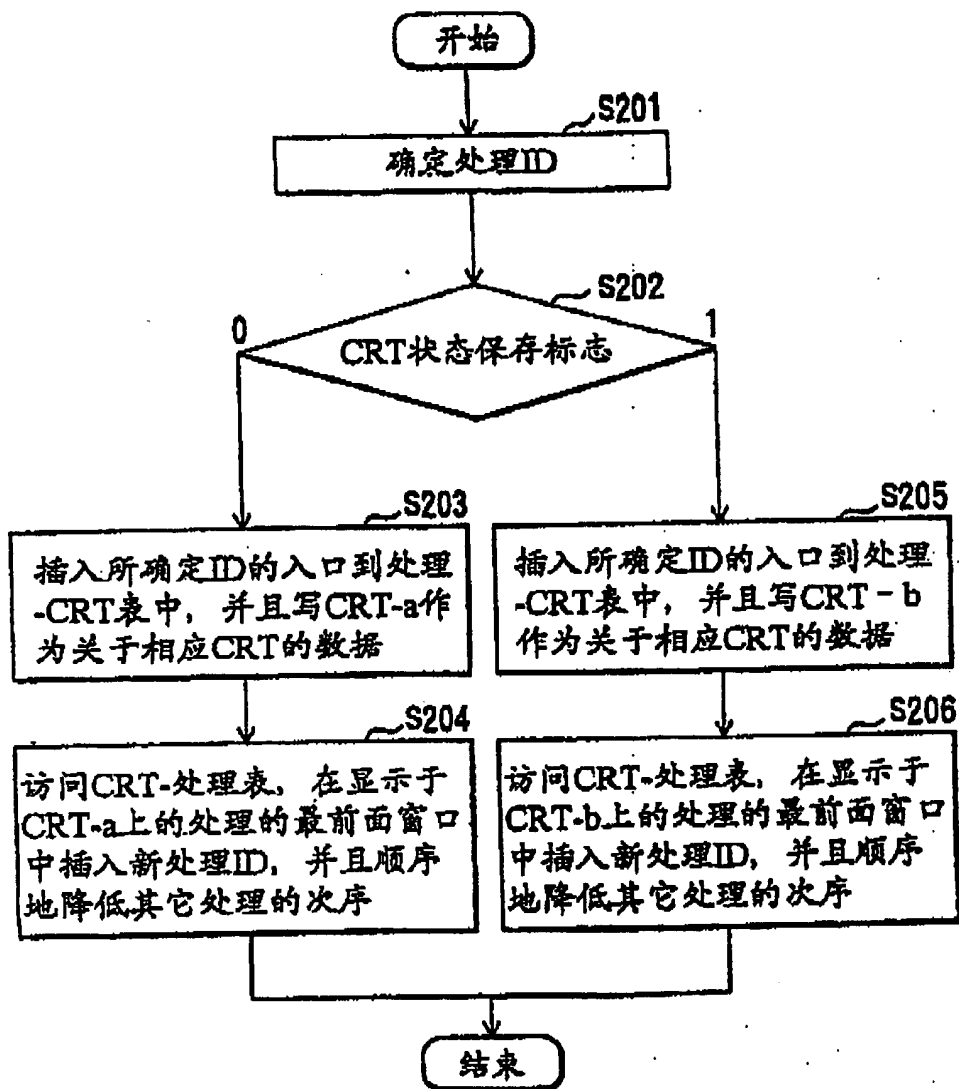 开始
S201
确定处理ID
S202
0
1
CRT状态保存标志
S203
插入所确定ID的入口到处理
-CRT表中，并且写CRT-a作
为关于相应CRT的数据
S205
插入所确定ID的入口到处理
-CRT表中，并且写CRT-b
作为关于相应CRT的数据
S204
访问CRT-处理表，在显示于
CRT-a上的处理的最前面窗口
中插入新处理ID，并且顺序
地降低其它处理的次序
S206
访问CRT-处理表，在显示于
CRT-b上的处理的最前面窗口
中插入新处理ID，并且顺序
地降低其它处理的次序
结束